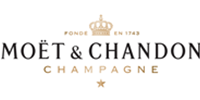 FONDÉ EN 1743
MOËT & CHANDON
CHAMPAGNE